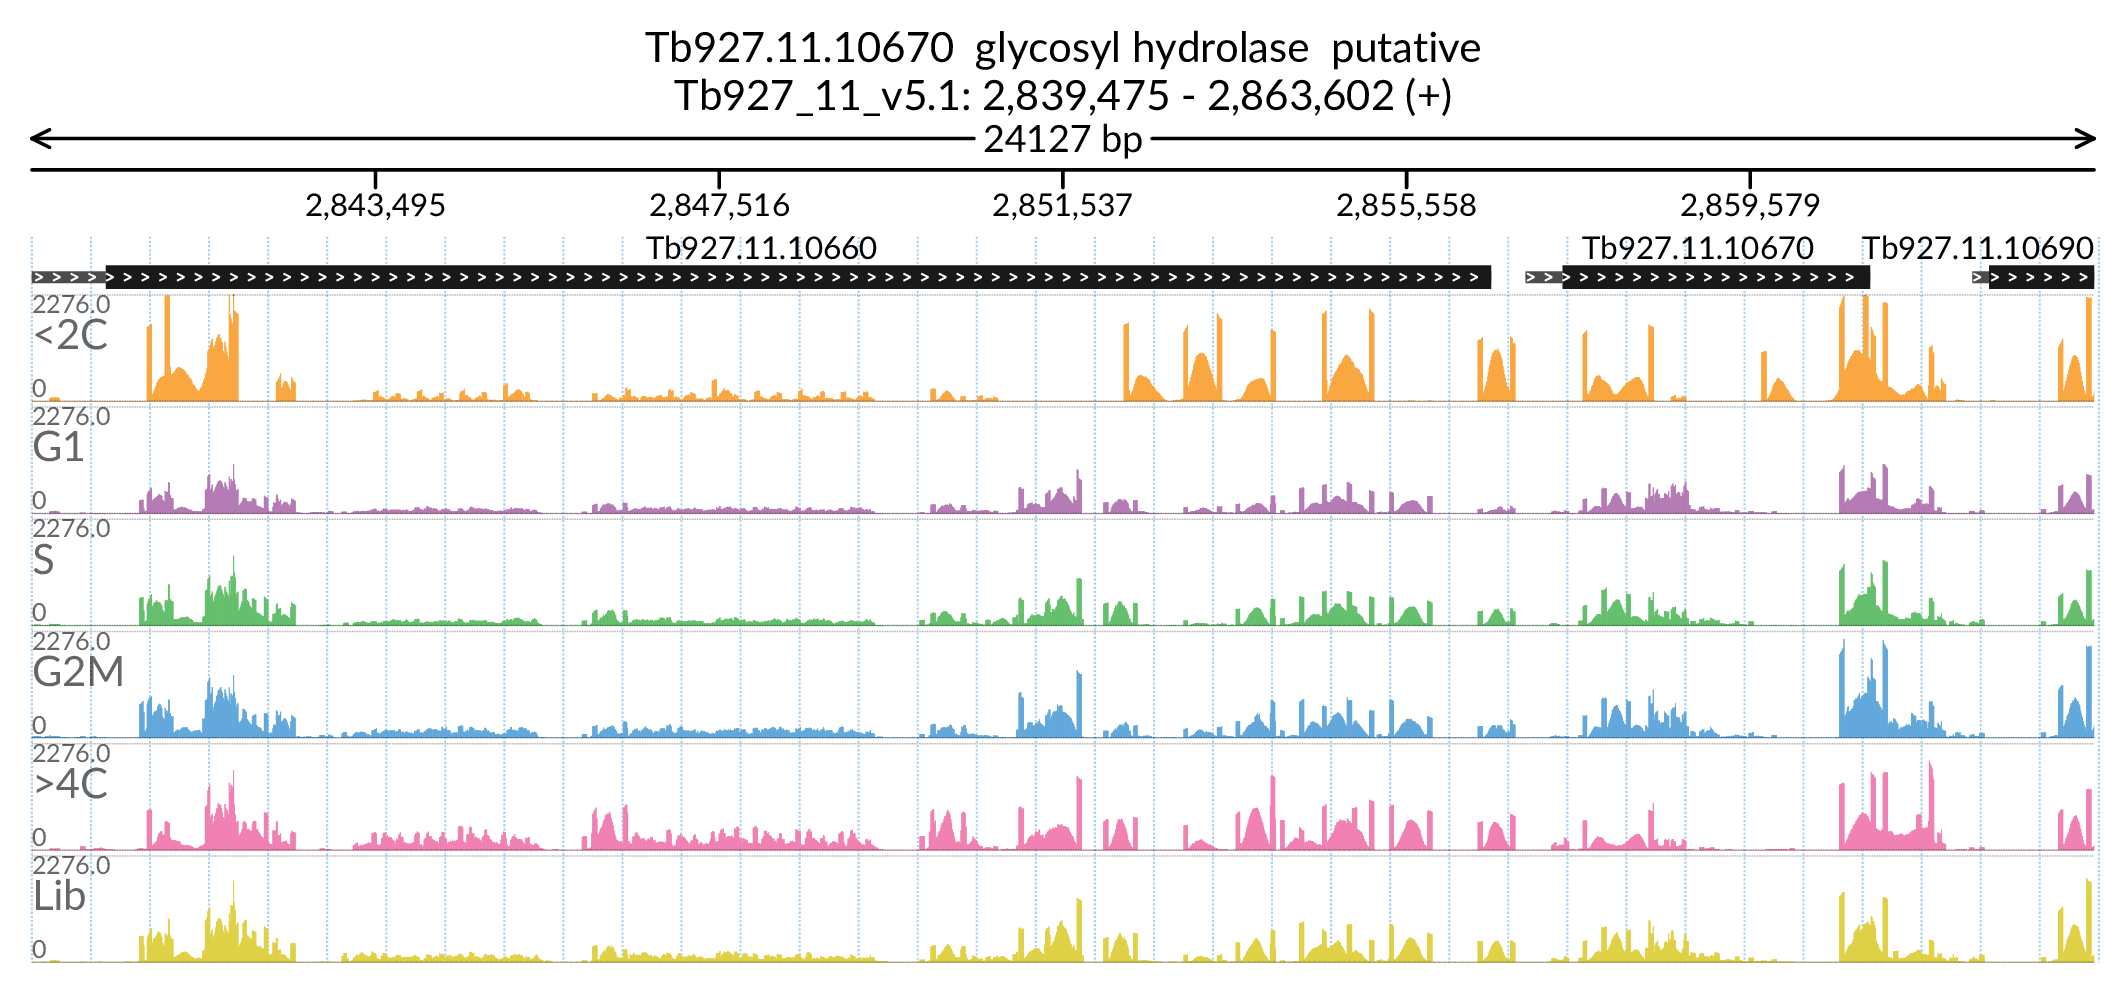 Tb927.11.10670 glycosyl hydrolase putative
Tb927_11_v5.1: 2,839,475 - 2,863,602 (+)
24127 bp
2,843,495 2,847,516 2,851,537 2,855,558 2,859,579
Tb927.11.10660 Tb927.11.10670 Tb927.11.10690
2276.0
<2C
0
2276.0
G1
0
2276.0
S
0
2276.0
G2M
0
2276.0
>4C
0
2276.0
Lib
0